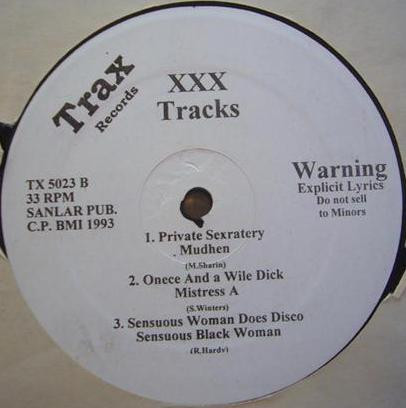 Trax
Records
XXX
Tracks
TX 5023 B
33 RPM
SANLAR PUB.
C.P. BMI 1993
Warning
Explicit Lyrics
Do not sell
to Minors
1. Private Sexratery
Mudhen
(M.Sharin)
2. Onece And a Wile Dick
Mistress A
(S.Winters)
3. Sensuous Woman Does Disco
Sensuous Black Woman
(R.Hardy)